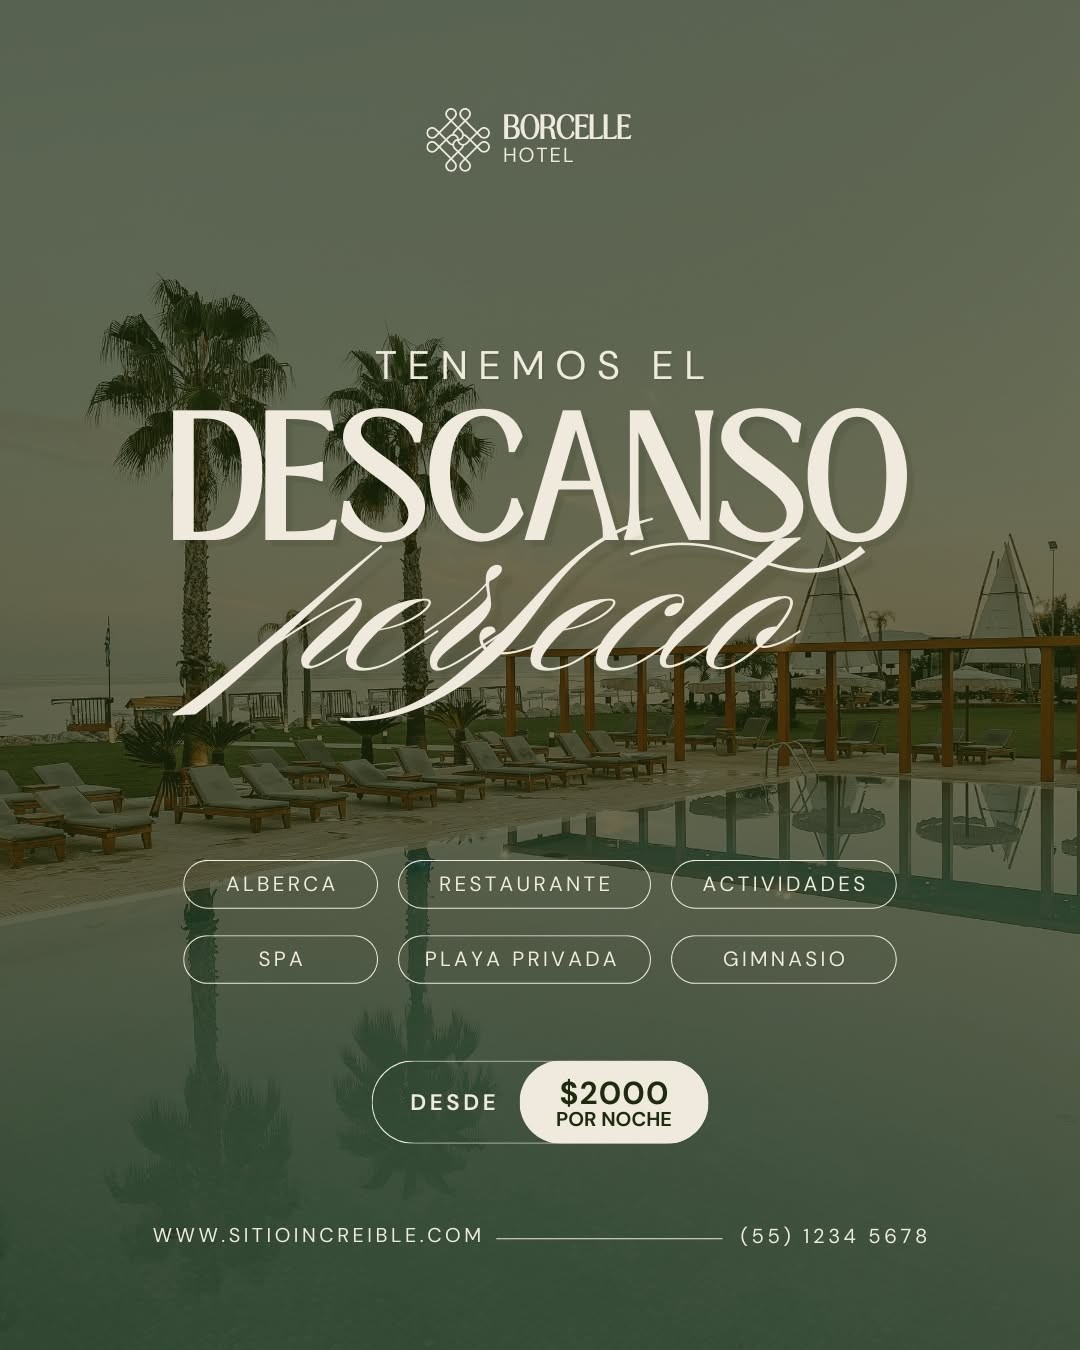 BORCELLE
HOTEL
TENEMOS EL
DESCANSO
perfecto
ALBERCA
RESTAURANTE
ACTIVIDADES
SPA
PLAYA PRIVADA
GIMNASIO
DESDE
$2000
POR NOCHE
WWW.SITIOINCREIBLE.COM
(55) 1234 5678